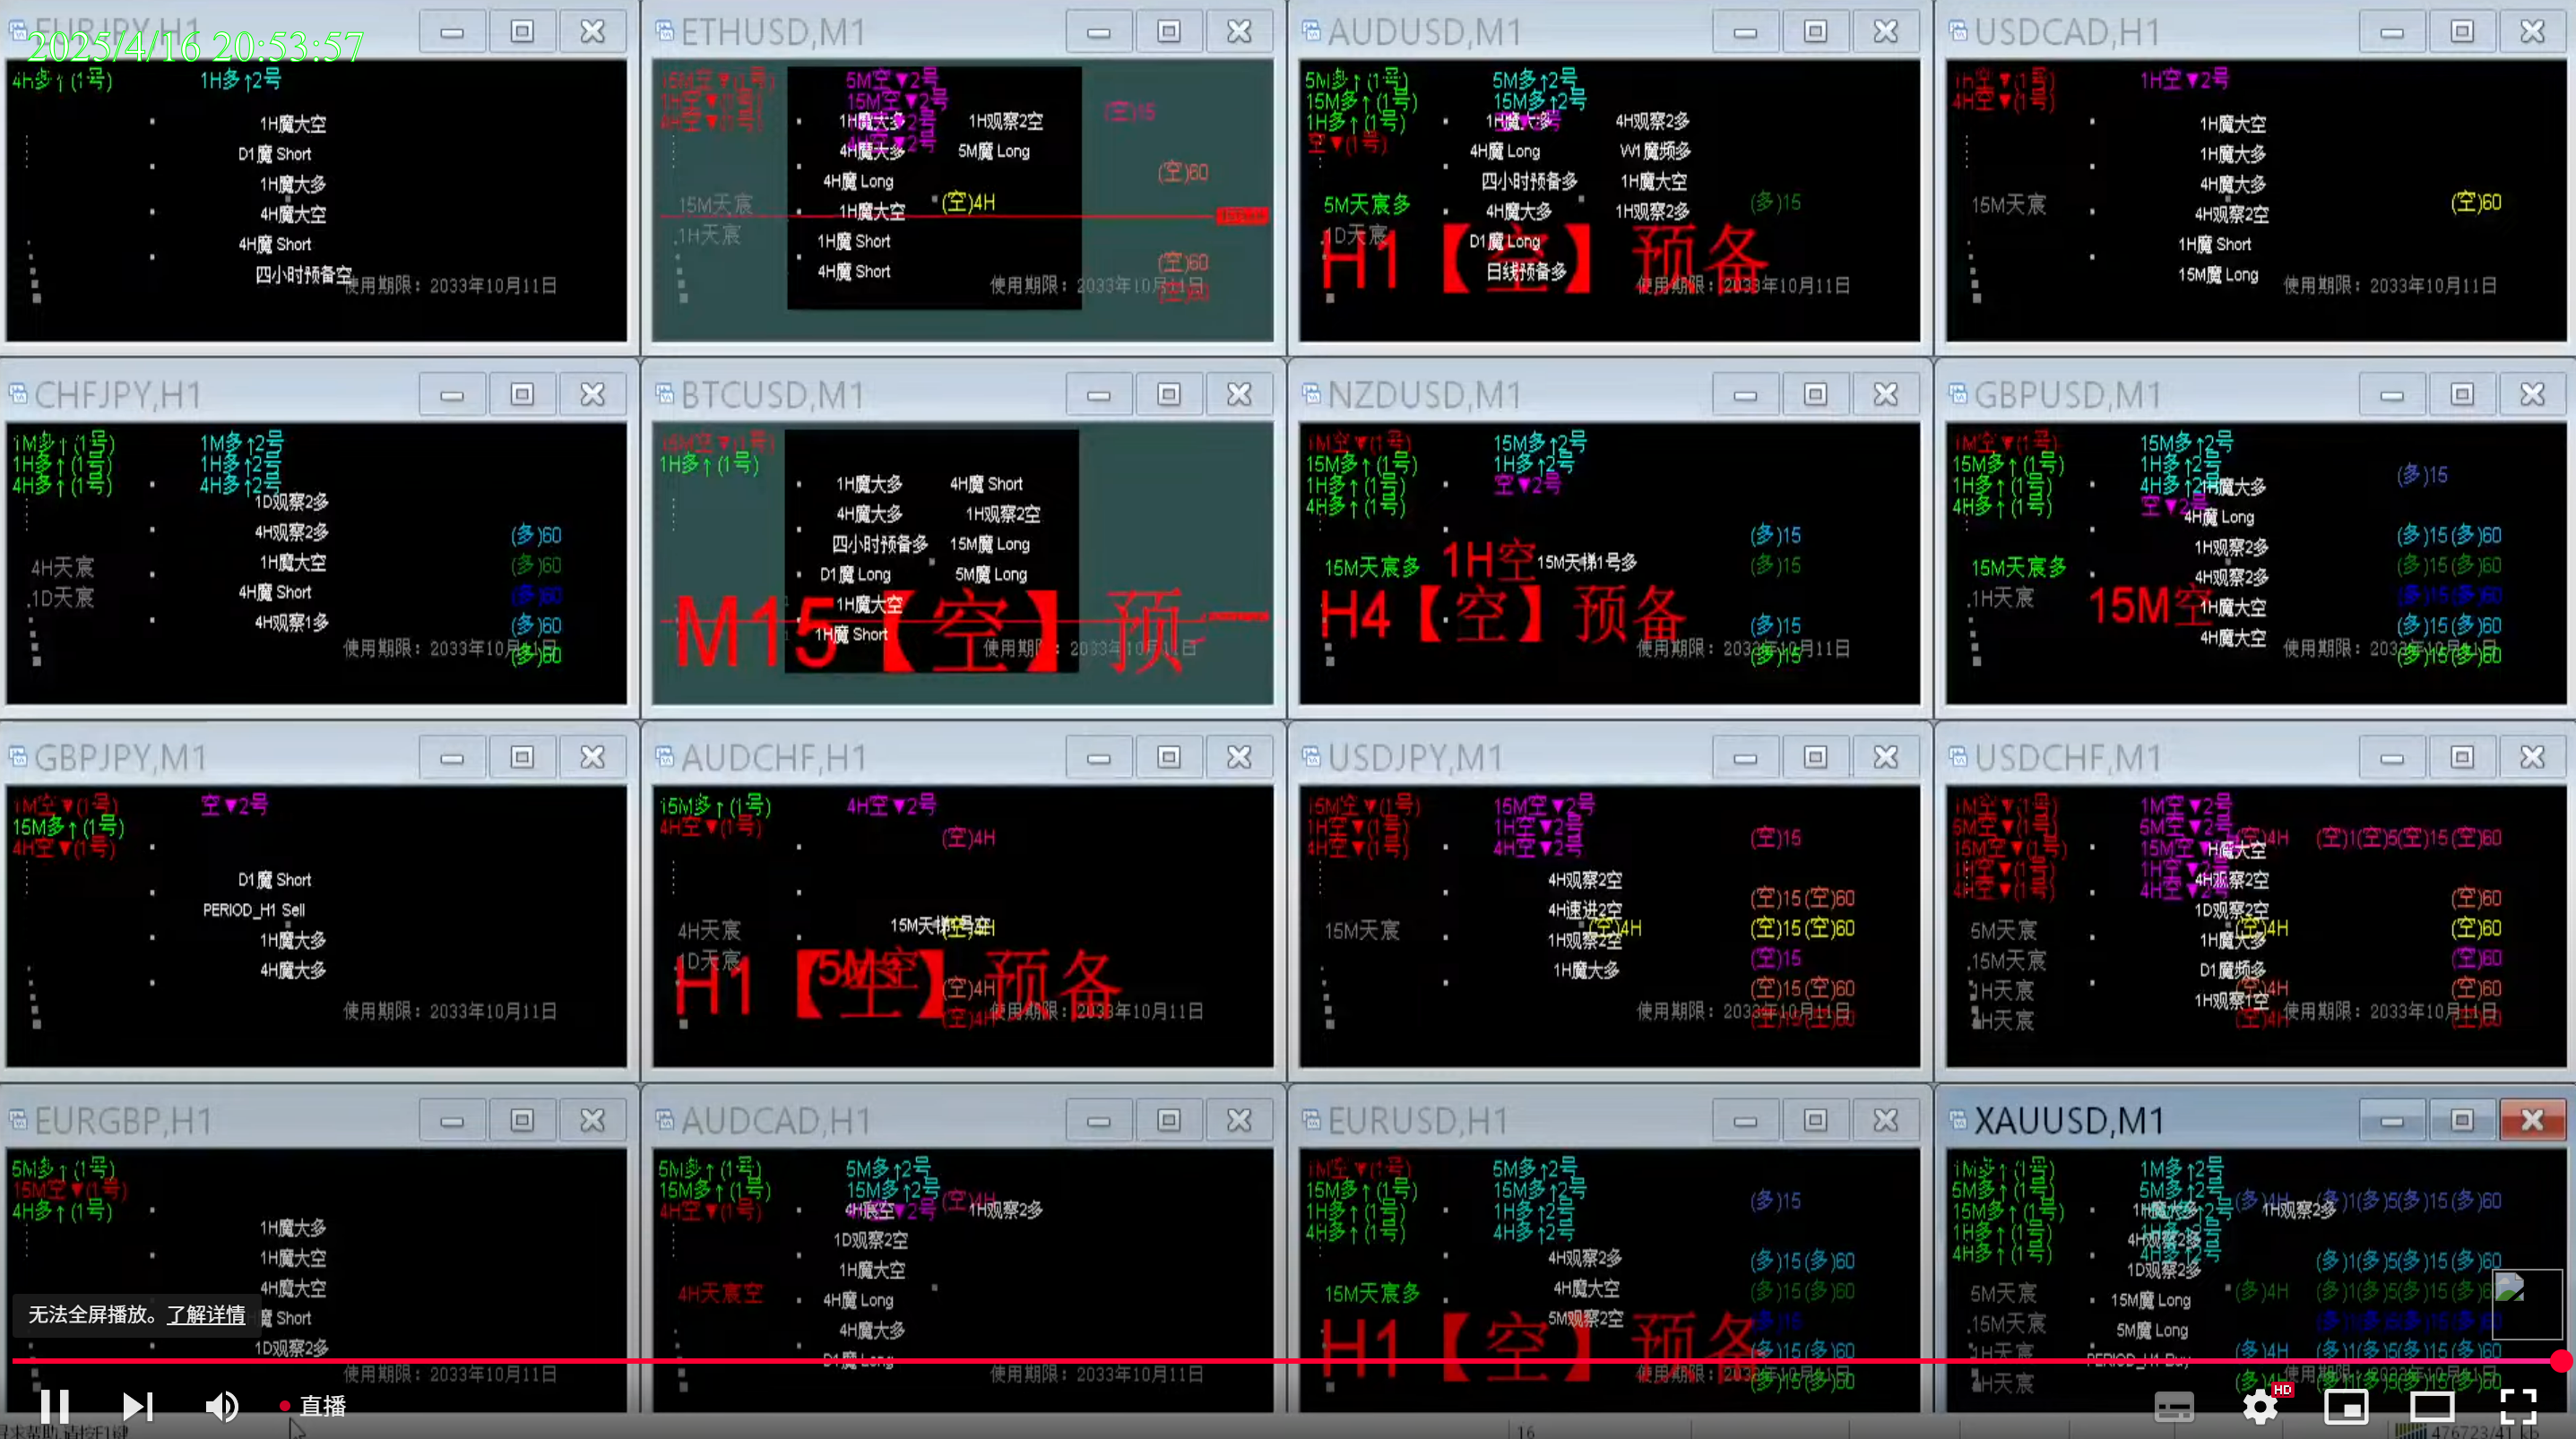 EURJPY,H1
2025/4/16 20:53:57
4H多↑(1号)
1H多↑2号
1H魔大空
D1魔 Short
1H魔大多
4H魔大空
4H魔 Short
四小时预备空
使用期限：2033年10月11日
ETHUSD,M1
15M空▼(1号)
1H空▼(1号)
4H空▼(1号)
5M空▼2号
15M空▼2号
1H魔大多
1H观察2空
4H魔大多
5M魔 Long
4H魔 Long
1H魔大空
1H魔 Short
4H魔 Short
(空)15
(空)60
(空)4H
15M天宸
1H天宸
(空)60
(空)60
使用期限：2033年10月11日
AUDUSD,M1
5M多↑(1号)
15M多↑(1号)
1H多↑(1号)
空▼(1号)
5M多↑2号
15M多↑2号
1H魔大多
4H观察2多
4H魔 Long
W1魔频多
四小时预备多
1H魔大空
4H魔大多
1H观察2多
D1魔 Long
日线预备多
5M天宸多
1D天宸
(多)15
H1【空】预备
使用期限：2033年10月11日
USDCAD,H1
1H空▼(1号)
4H空▼(1号)
1H空▼2号
1H魔大空
1H魔大多
4H魔大多
4H观察2空
1H魔 Short
15M魔 Long
15M天宸
(空)60
使用期限：2033年10月11日
CHFJPY,H1
1M多↑(1号)
1H多↑(1号)
4H多↑(1号)
1M多↑2号
1H多↑2号
4H多↑2号
1D观察2多
4H观察2多
1H魔大空
4H魔 Short
4H观察1多
4H天宸
1D天宸
(多)60
(多)60
(多)60
(多)60
(多)60
使用期限：2033年10月11日
BTCUSD,M1
15M空▼(1号)
1H多↑(1号)
1H魔大多
4H魔 Short
4H魔大多
1H观察2空
四小时预备多
15M魔 Long
D1魔 Long
5M魔 Long
1H魔大空
1H魔 Short
M15【空】预
使用期限：2033年10月11日
NZDUSD,M1
1M空▼(1号)
15M多↑(1号)
1H多↑(1号)
4H多↑(1号)
15M多↑2号
1H多↑2号
空▼2号
(多)15
(多)15
(多)15
(多)15
15M天宸多
1H空
15M天梯1号多
H4【空】预备
使用期限：2033年10月11日
GBPUSD,M1
1M空▼(1号)
15M多↑(1号)
1H多↑(1号)
4H多↑(1号)
15M多↑2号
1H多↑2号
4H多↑2号
空▼2号
1H魔大多
4H魔 Long
1H观察2多
4H观察2多
1H魔大空
4H魔大空
15M天宸多
1H天宸
15M空
(多)15
(多)15(多)60
(多)15(多)60
(多)15(多)60
(多)15(多)60
(多)15(多)60
使用期限：2033年10月11日
GBPJPY,M1
1M空▼(1号)
15M多↑(1号)
4H空▼(1号)
空▼2号
D1魔 Short
PERIOD_H1 Sell
1H魔大多
4H魔大多
使用期限：2033年10月11日
AUDCHF,H1
15M多↑(1号)
4H空▼(1号)
4H空▼2号
(空)4H
4H天宸
1D天宸
(空)4H
5M空
H1【空】预备
(空)4H
(空)4H
使用期限：2033年10月11日
USDJPY,M1
15M空▼(1号)
1H空▼(1号)
4H空▼(1号)
15M空▼2号
1H空▼2号
4H空▼2号
4H观察2空
4H速进2空
1H观察2空
1H魔大多
15M天宸
(空)4H
(空)15
(空)15(空)60
(空)15(空)60
(空)15
(空)15(空)60
(空)15(空)60
使用期限：2033年10月11日
USDCHF,M1
1M空▼(1号)
5M空▼(1号)
15M空▼(1号)
1H空▼(1号)
4H空▼(1号)
1M空▼2号
5M空▼2号
15M空▼2号
1H空▼2号
4H空▼2号
H魔大空
4H观察2空
1D观察2空
1H魔大多
D1魔频多
1H观察1空
5M天宸
15M天宸
1H天宸
4H天宸
(空)4H
(空)1(空)5(空)15(空)60
(空)60
(空)4H
(空)60
(空)60
(空)4H
(空)60
(空)4H
(空)60
使用期限：2033年10月11日
EURGBP,H1
5M多↑(1号)
15M空▼(1号)
4H多↑(1号)
1H魔大多
1H魔大空
4H魔大空
魔 Short
1D观察2多
使用期限：2033年10月11日
AUDCAD,H1
5M多↑(1号)
15M多↑(1号)
4H空▼(1号)
5M多↑2号
15M多↑2号
(空)4H
1H观察2多
1D观察2空
1H魔大空
4H魔 Long
4H魔大多
D1魔 Long
4H天宸空
使用期限：2033年10月11日
EURUSD,H1
1M空▼(1号)
15M多↑(1号)
1H多↑(1号)
4H多↑(1号)
5M多↑2号
15M多↑2号
1H多↑2号
4H多↑2号
4H观察2多
4H魔大空
5M观察2空
15M天宸多
(多)15
(多)15(多)60
(多)15(多)60
(多)15
(多)15(多)60
(多)15(多)60
H1【空】预备
使用期限：2033年10月11日
XAUUSD,M1
1M多↑(1号)
5M多↑(1号)
15M多↑(1号)
1H多↑(1号)
4H多↑(1号)
1M多↑2号
5M多↑2号
1H魔大多
1H观察2多
4H观察2多
1D观察2多
15M魔 Long
5M魔 Long
PERIOD_H1 Buy
5M天宸
15M天宸
1H天宸
4H天宸
(多)4H
(多)1(多)5(多)15(多)60
(多)1(多)5(多)15(多)60
(多)4H
(多)1(多)5(多)15(多)60
(多)4H
(多)1(多)5(多)15(多)60
使用期限：2033年10月11日
无法全屏播放。了解详情
直播
HD
16
476723/41 kb